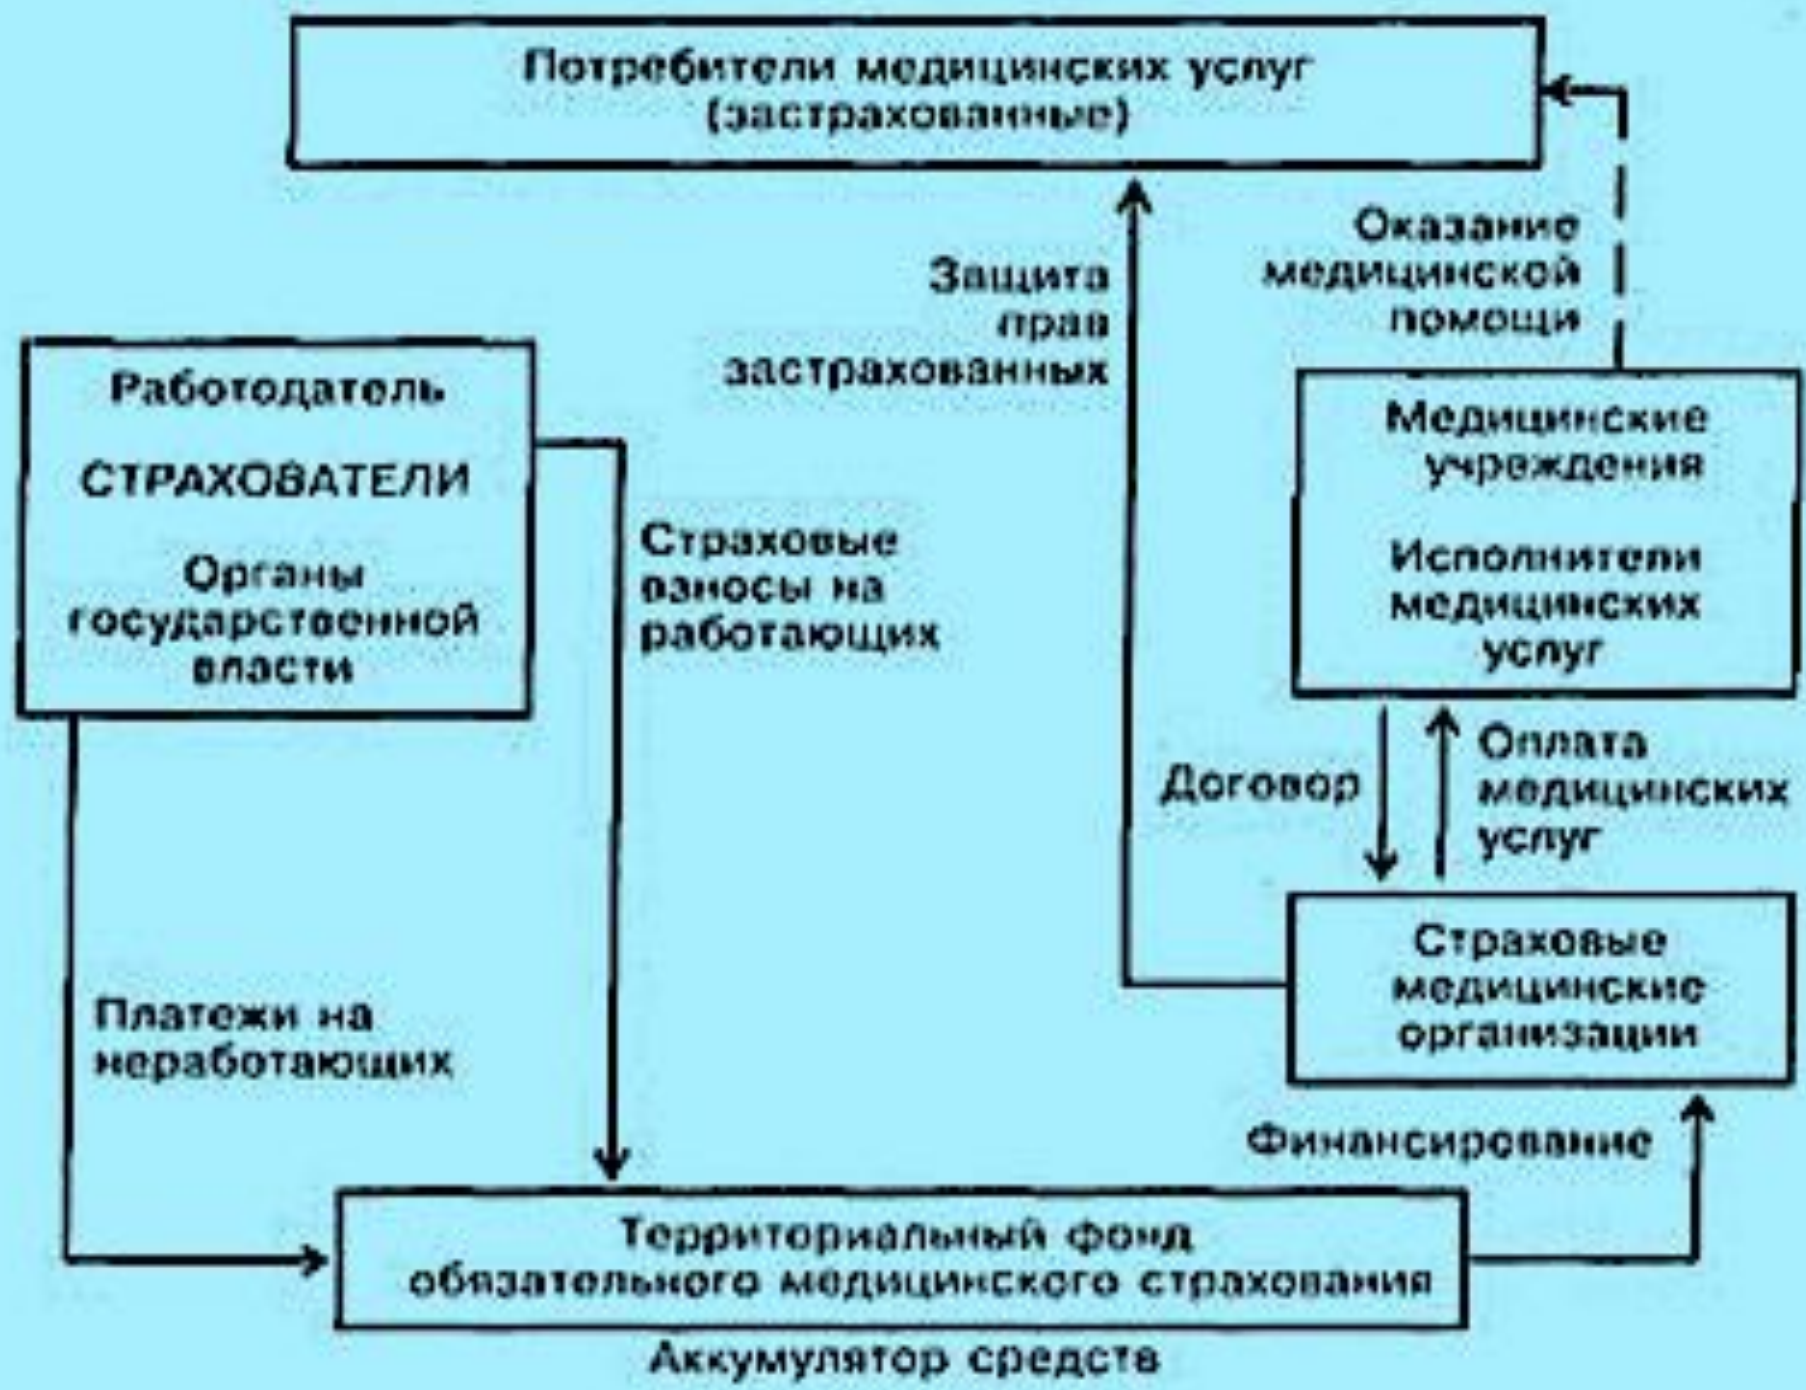 Потребители медицинских услуг
(застрахованные)
Оказание
медицинской
помощи
Защита
прав
застрахованных
Работодатель
СТРАХОВАТЕЛИ
Органы
государственной
власти
Страховые
взносы на
работающих
Медицинские
учреждения
Исполнители
медицинских
услуг
Договор
Оплата
медицинских
услуг
Страховые
медицинские
организации
Платежи на
неработающих
Финансирование
Территориальный фонд
обязательного медицинского страхования
Аккумулятор средств